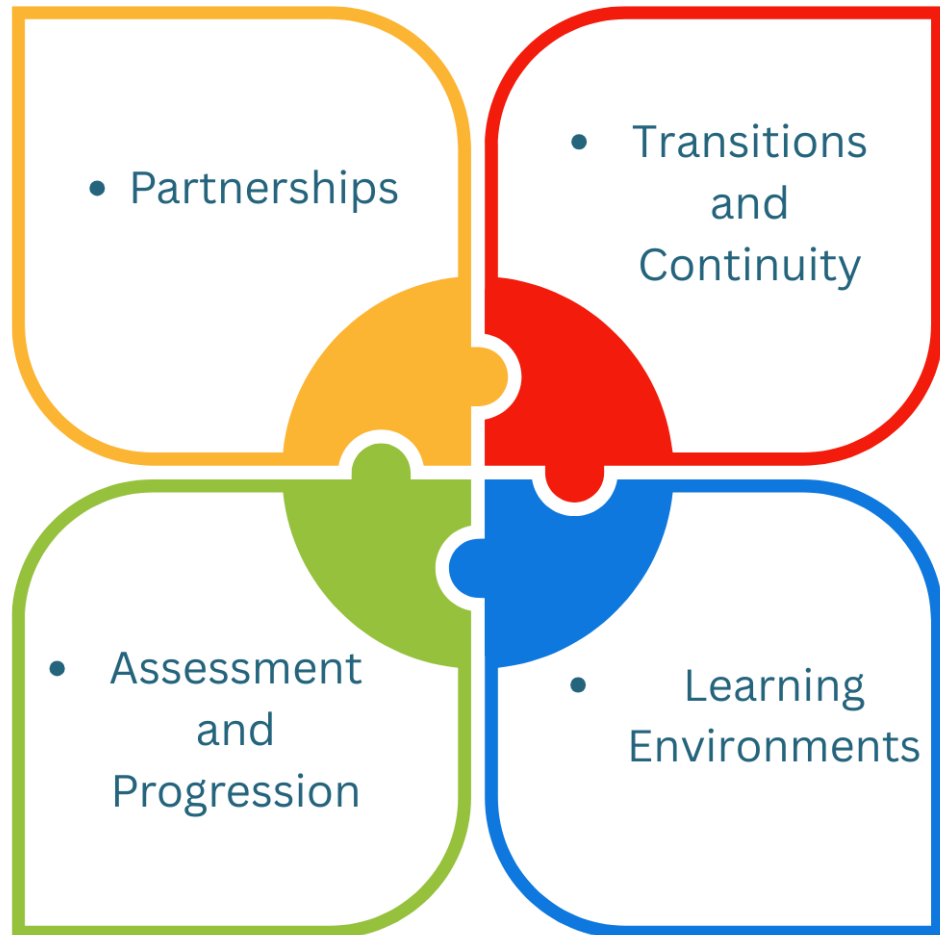 • Partnerships
• Transitions
and
Continuity
• Assessment
and
Progression
• Learning
Environments